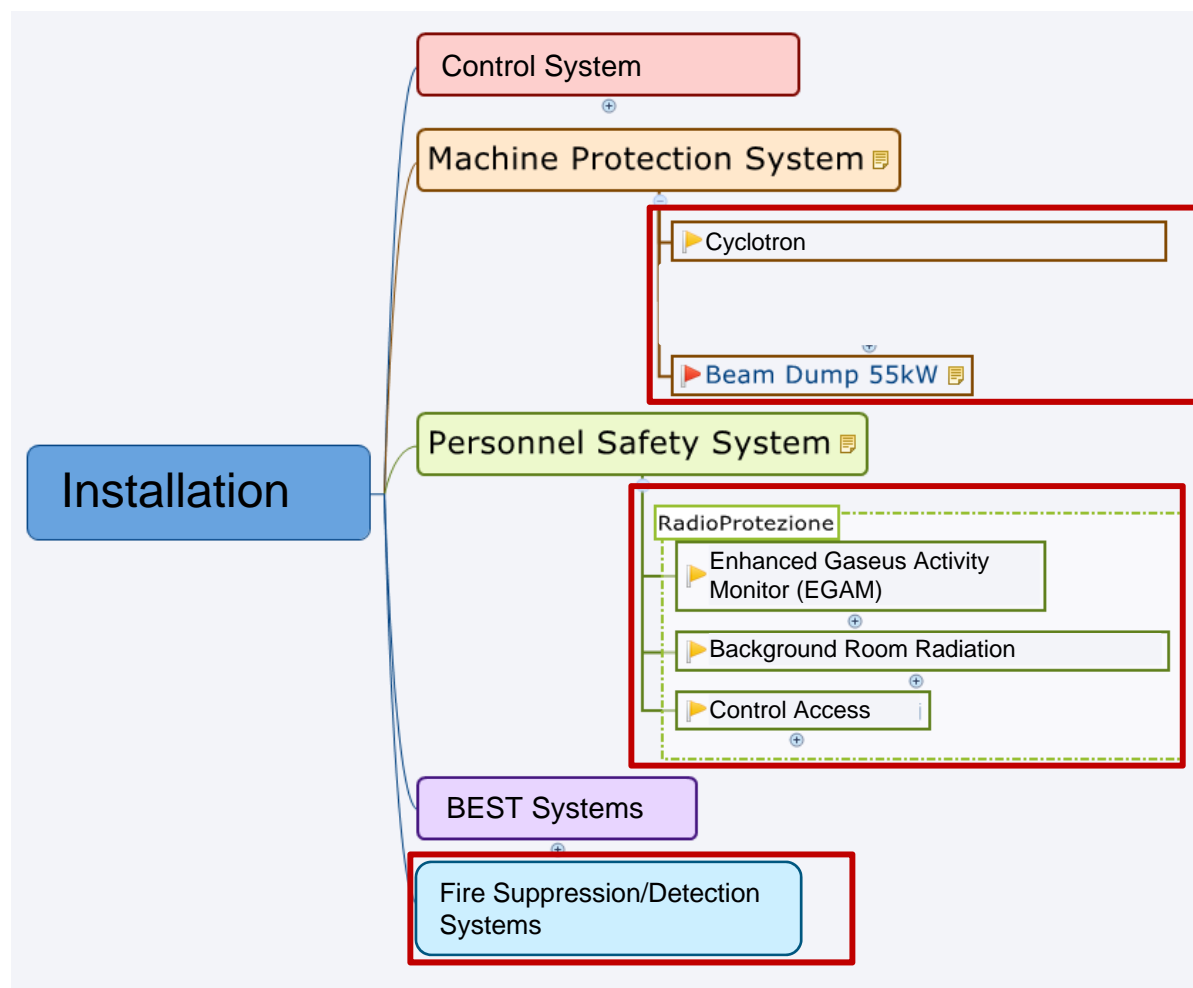 Control System
Machine Protection System
Cyclotron
Beam Dump 55kW
Personnel Safety System
Installation
RadioProtezione
Enhanced Gaseus Activity
Monitor (EGAM)
Background Room Radiation
Control Access
BEST Systems
Fire Suppression/Detection
Systems